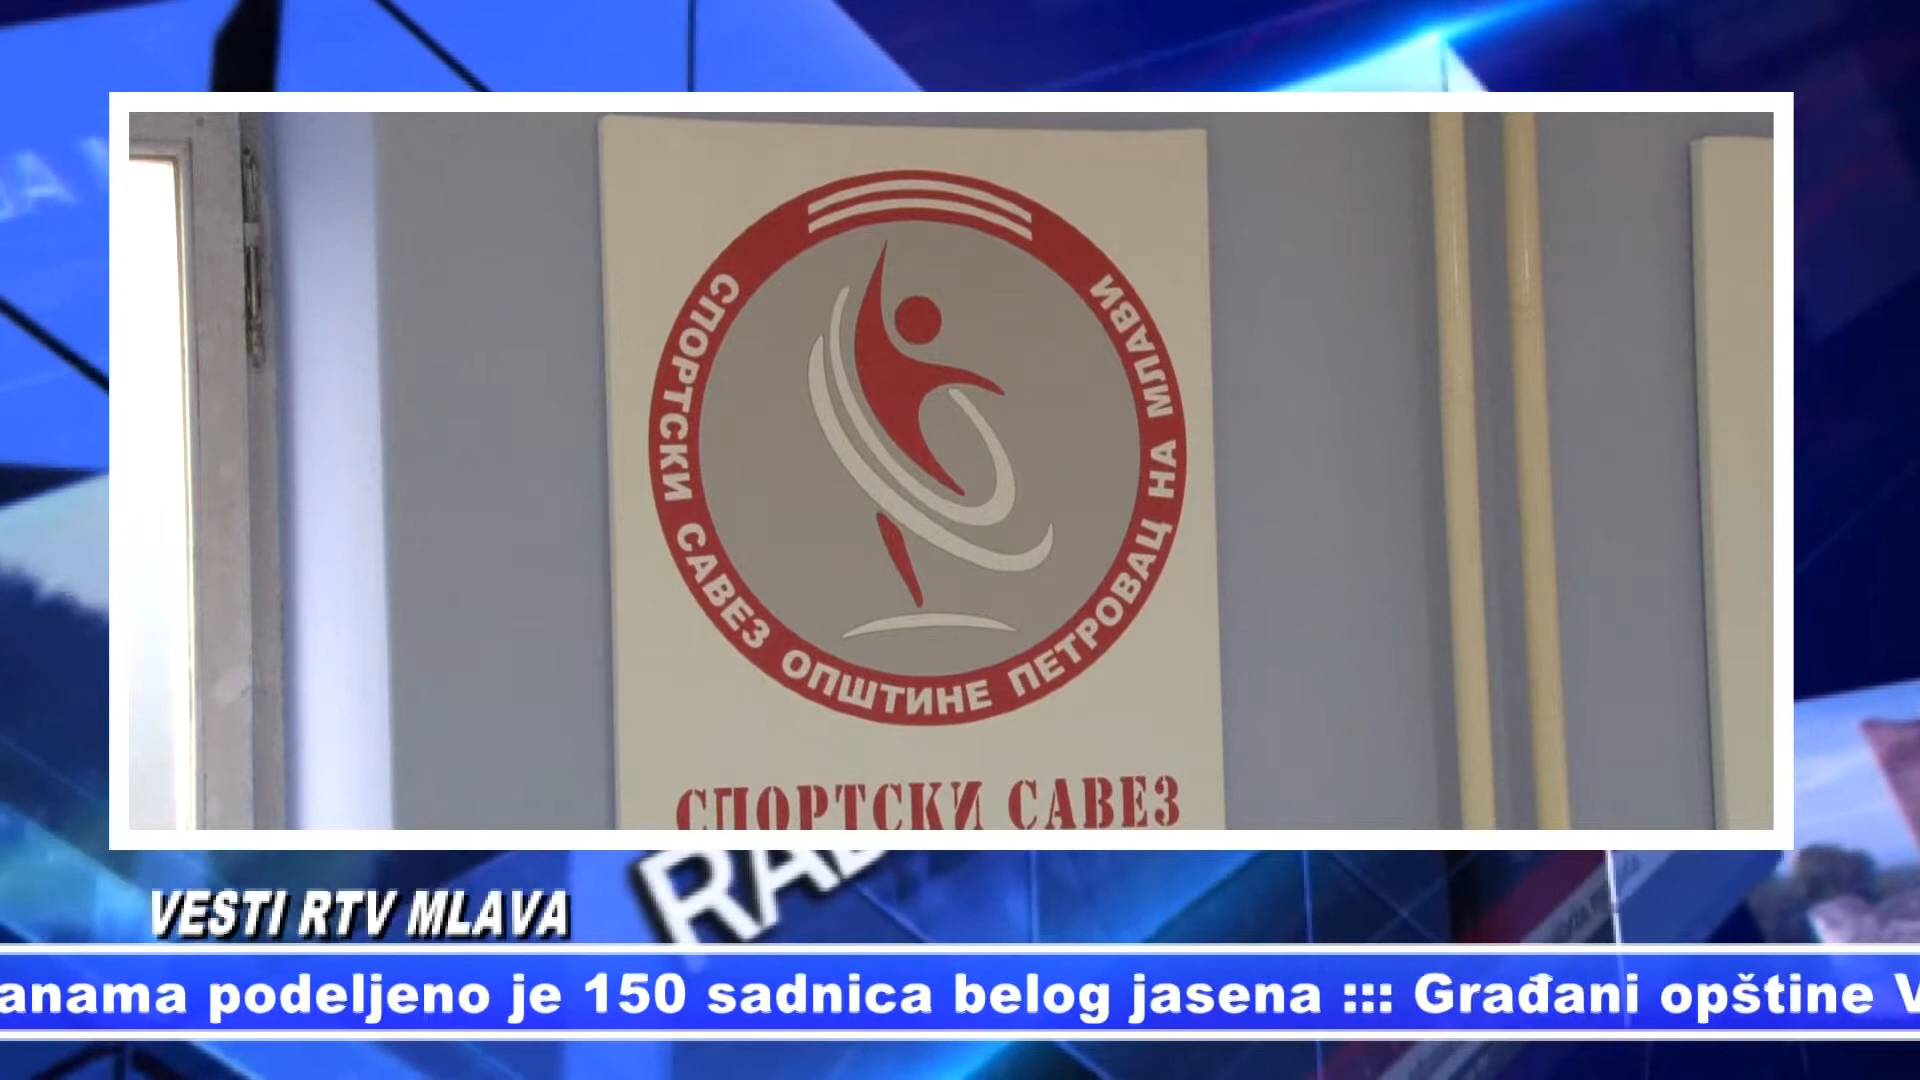 СПОРТСКИ САВЕЗ ОПШТИНЕ ПЕТРОВАЦ НА МЛАВИ
СПОРТСКИ САВЕЗ
VESTI RTV MLAVA
podeljeno je 150 sadnica belog jasena ::: Građani opštine